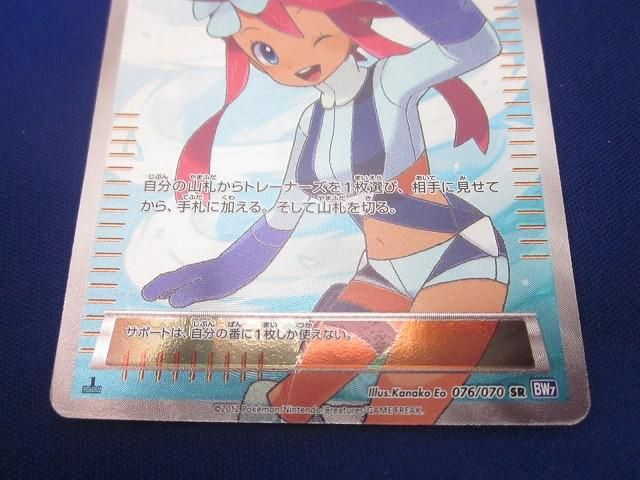 自分の山札からトレーナーズを1枚選び、相手に見せて
から、手札に加える。そして山札を切る。
サポートは、自分の番に1枚しか使えない。
1
EDITION
Illus.Kanako Eo 076/070 SR BW7
©2012 Pokémon/Nintendo/Creatures/GAME FREAK.